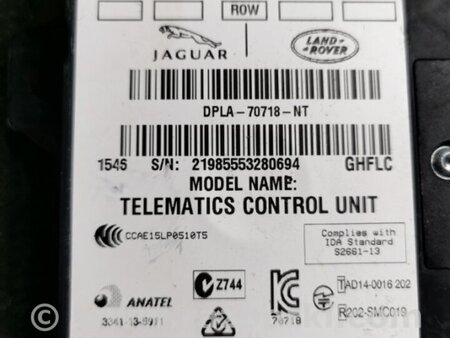 ROW
JAGUAR
LAND-
ROVER
DPLA-70718-NT
1546 S/N: 21985553280694 GHFLC
MODEL NAME:
TELEMATICS CONTROL UNIT
CCAE15LP0510T5
Complies with
IDA Standard
S2661-13
Z744
ANATEL
70718
TAD14-0016 202
R202-SMC019
©